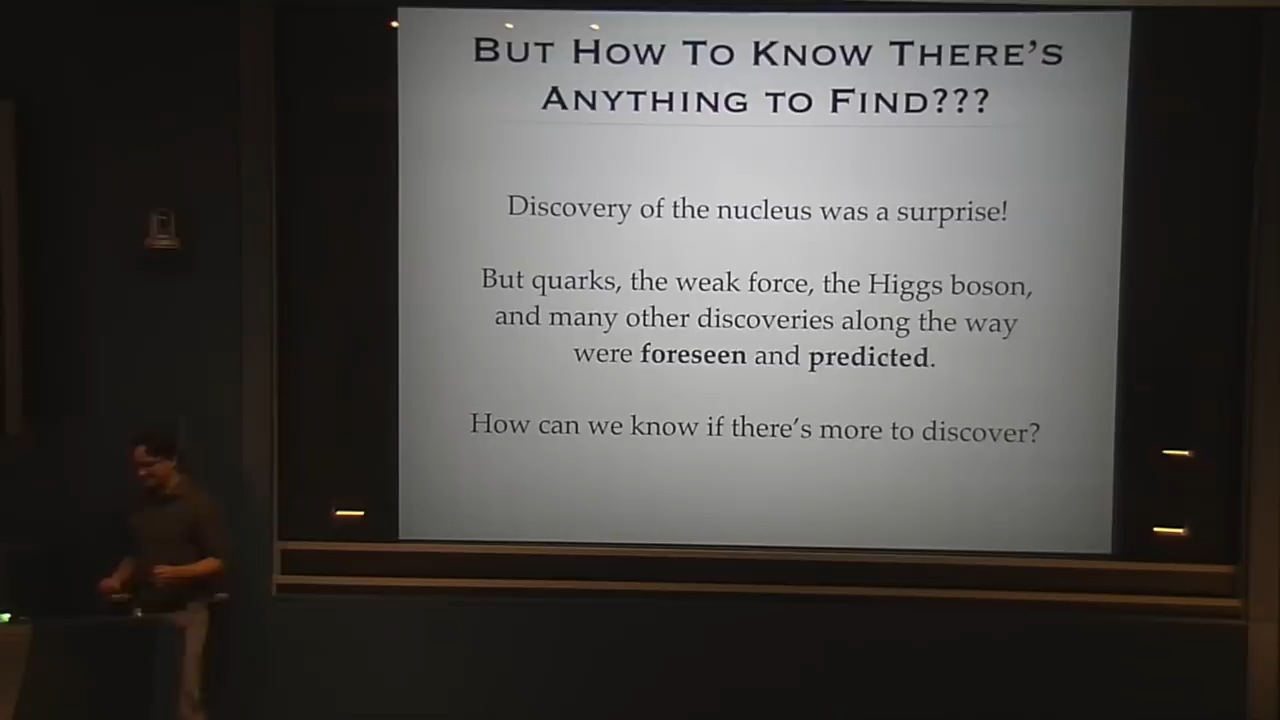 BUT HOW TO KNOW THERE'S
ANYTHING TO FIND???
Discovery of the nucleus was a surprise!
But quarks, the weak force, the Higgs boson,
and many other discoveries along the way
were foreseen and predicted.
How can we know if there's more to discover?